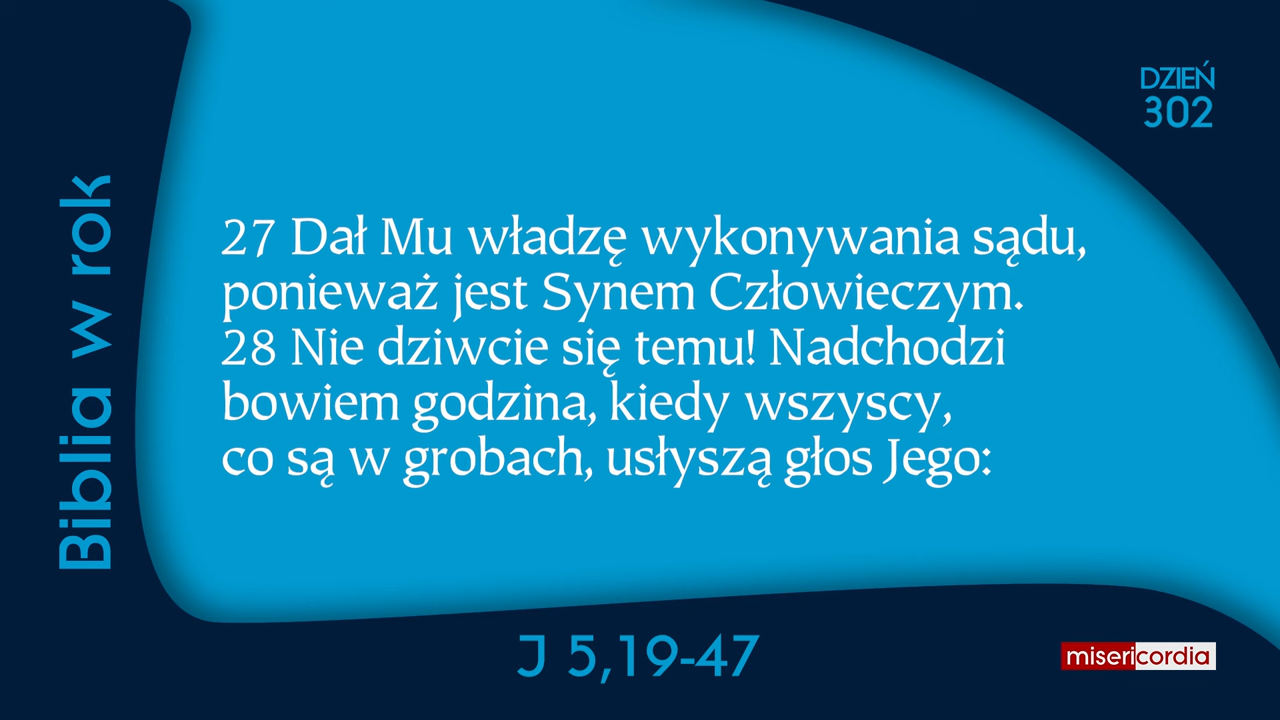 DZIEŃ
302
Biblia w rok
27 Dał Mu władzę wykonywania sądu,
ponieważ jest Synem Człowieczym.
28 Nie dziwcie się temu! Nadchodzi
bowiem godzina, kiedy wszyscy,
co są w grobach, usłyszą głos Jego:
J 5,19-47
misericordia